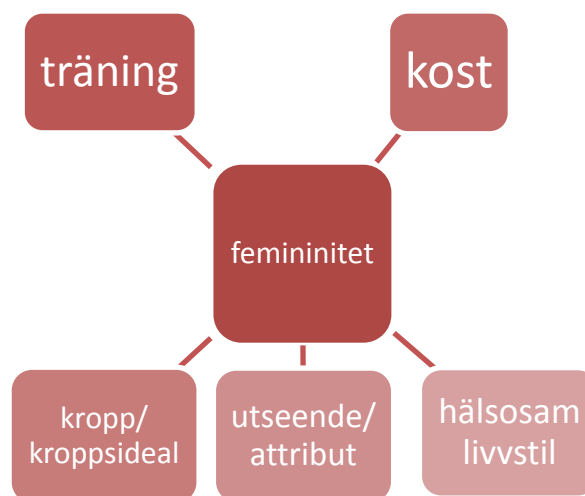 träning
kost
femininitet
kropp/
kroppsideal
utseende/
attribut
hälsosam
livvstil